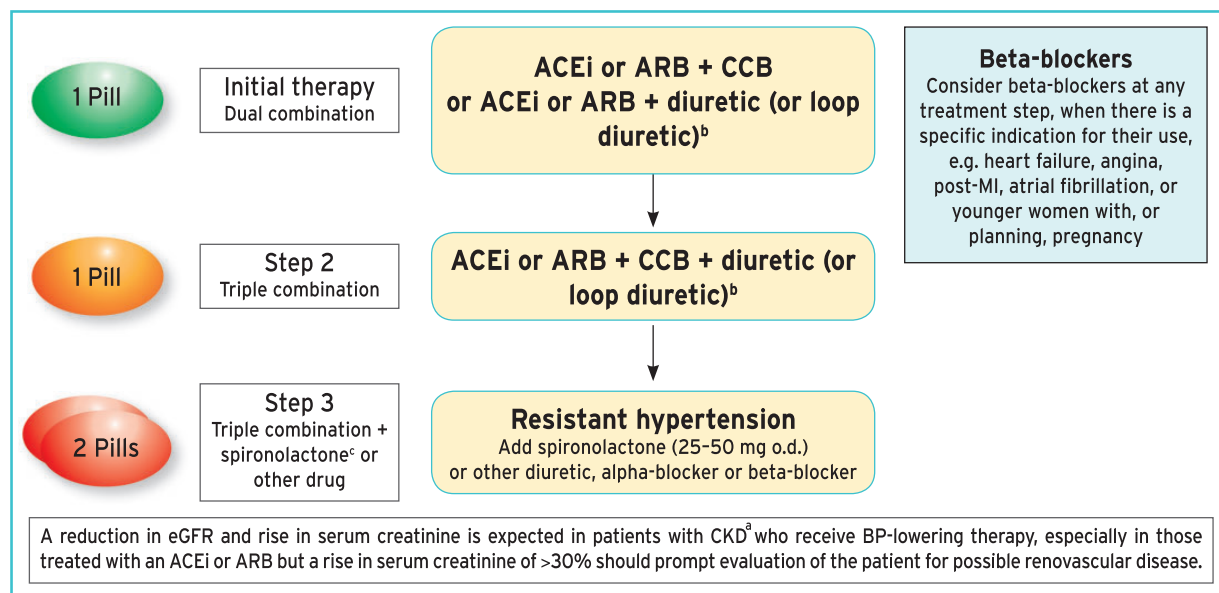 1 Pill
Initial therapy
Dual combination
ACEi or ARB + CCB
or ACEi or ARB + diuretic (or loop
diuretic)ᵇ
Beta-blockers
Consider beta-blockers at any
treatment step, when there is a
specific indication for their use,
e.g. heart failure, angina,
post-MI, atrial fibrillation, or
younger women with, or
planning, pregnancy
1 Pill
Step 2
Triple combination
ACEi or ARB + CCB + diuretic (or
loop diuretic)ᵇ
2 Pills
Step 3
Triple combination +
spironolactoneᶜ or
other drug
Resistant hypertension
Add spironolactone (25–50 mg o.d.)
or other diuretic, alpha-blocker or beta-blocker
A reduction in eGFR and rise in serum creatinine is expected in patients with CKDᵃ who receive BP-lowering therapy, especially in those
treated with an ACEi or ARB but a rise in serum creatinine of >30% should prompt evaluation of the patient for possible renovascular disease.